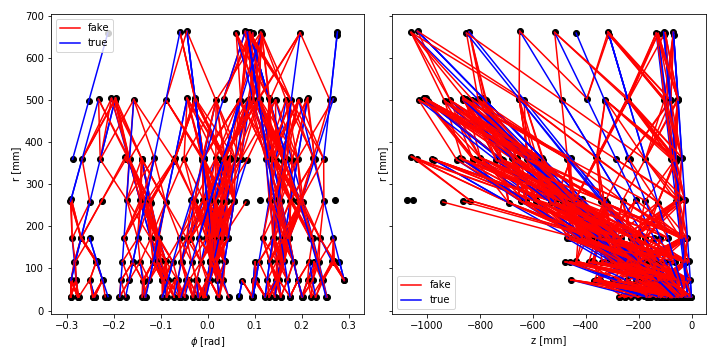 fake
true
r [mm]
700
600
500
400
300
200
100
0
−0.3
−0.2
−0.1
0.0
0.1
0.2
0.3
ϕ [rad]
r [mm]
fake
true
−1000
−800
−600
−400
−200
0
z [mm]